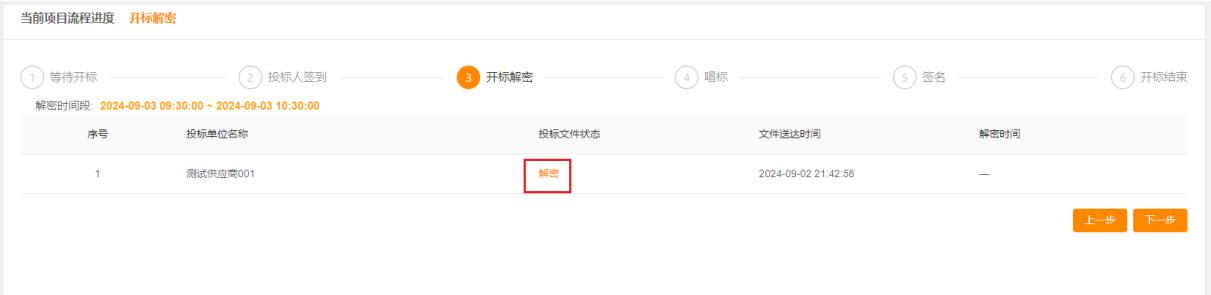 当前项目流程进度 开标解密
1 等待开标 2 投标人签到 3 开标解密 4 唱标 5 签名 6 开标结束
解密时间段: 2024-09-03 09:30:00 ~ 2024-09-03 10:30:00
序号 投标单位名称 投标文件状态 文件送达时间 解密时间
1 测试供应商001 解密 2024-09-02 21:42:58 —
上一步 下一步